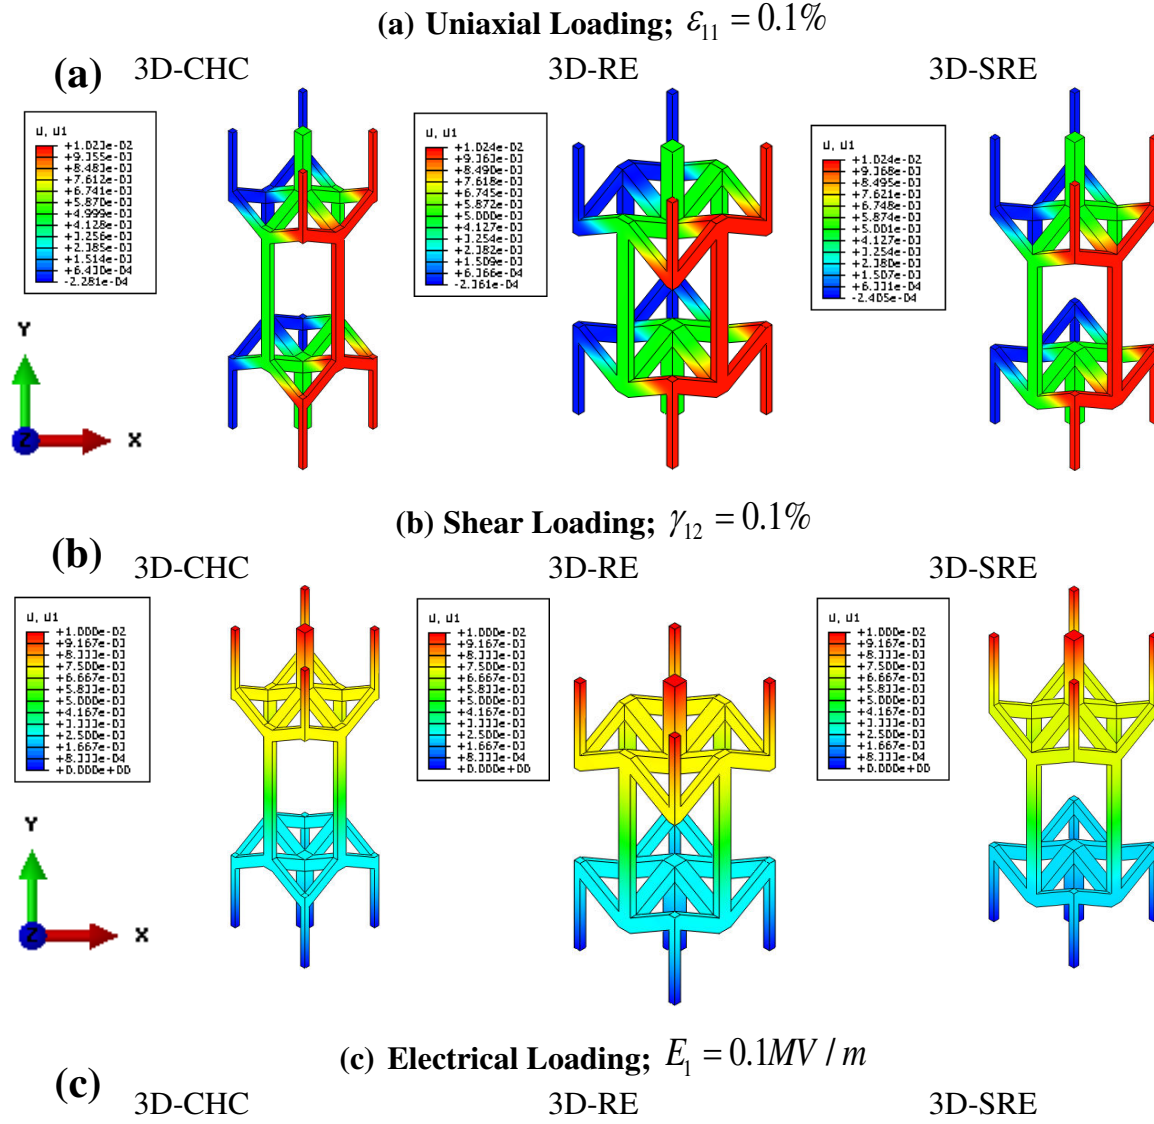 (a) Uniaxial Loading; ε₁₁ = 0.1%
(a) 3D-CHC 3D-RE 3D-SRE
U, U1
+1.023e-02
+9.355e-03
+8.483e-03
+7.612e-03
+6.741e-03
+5.870e-03
+4.999e-03
+4.128e-03
+3.256e-03
+2.385e-03
+1.514e-03
+6.430e-04
-2.281e-04
U, U1
+1.024e-02
+9.363e-03
+8.490e-03
+7.618e-03
+6.745e-03
+5.872e-03
+5.000e-03
+4.127e-03
+3.254e-03
+2.382e-03
+1.509e-03
+6.366e-04
-2.361e-04
U, U1
+1.024e-02
+9.368e-03
+8.495e-03
+7.621e-03
+6.748e-03
+5.874e-03
+5.001e-03
+4.127e-03
+3.254e-03
+2.380e-03
+1.507e-03
+6.331e-04
-2.405e-04
Y
Z X
(b) Shear Loading; γ₁₂ = 0.1%
(b) 3D-CHC 3D-RE 3D-SRE
U, U1
+1.000e-02
+9.167e-03
+8.333e-03
+7.500e-03
+6.667e-03
+5.833e-03
+5.000e-03
+4.167e-03
+3.333e-03
+2.500e-03
+1.667e-03
+8.333e-04
+0.000e+00
U, U1
+1.000e-02
+9.167e-03
+8.333e-03
+7.500e-03
+6.667e-03
+5.833e-03
+5.000e-03
+4.167e-03
+3.333e-03
+2.500e-03
+1.667e-03
+8.333e-04
+0.000e+00
U, U1
+1.000e-02
+9.167e-03
+8.333e-03
+7.500e-03
+6.667e-03
+5.833e-03
+5.000e-03
+4.167e-03
+3.333e-03
+2.500e-03
+1.667e-03
+8.333e-04
+0.000e+00
Y
Z X
(c) Electrical Loading; E₁ = 0.1MV / m
(c) 3D-CHC 3D-RE 3D-SRE